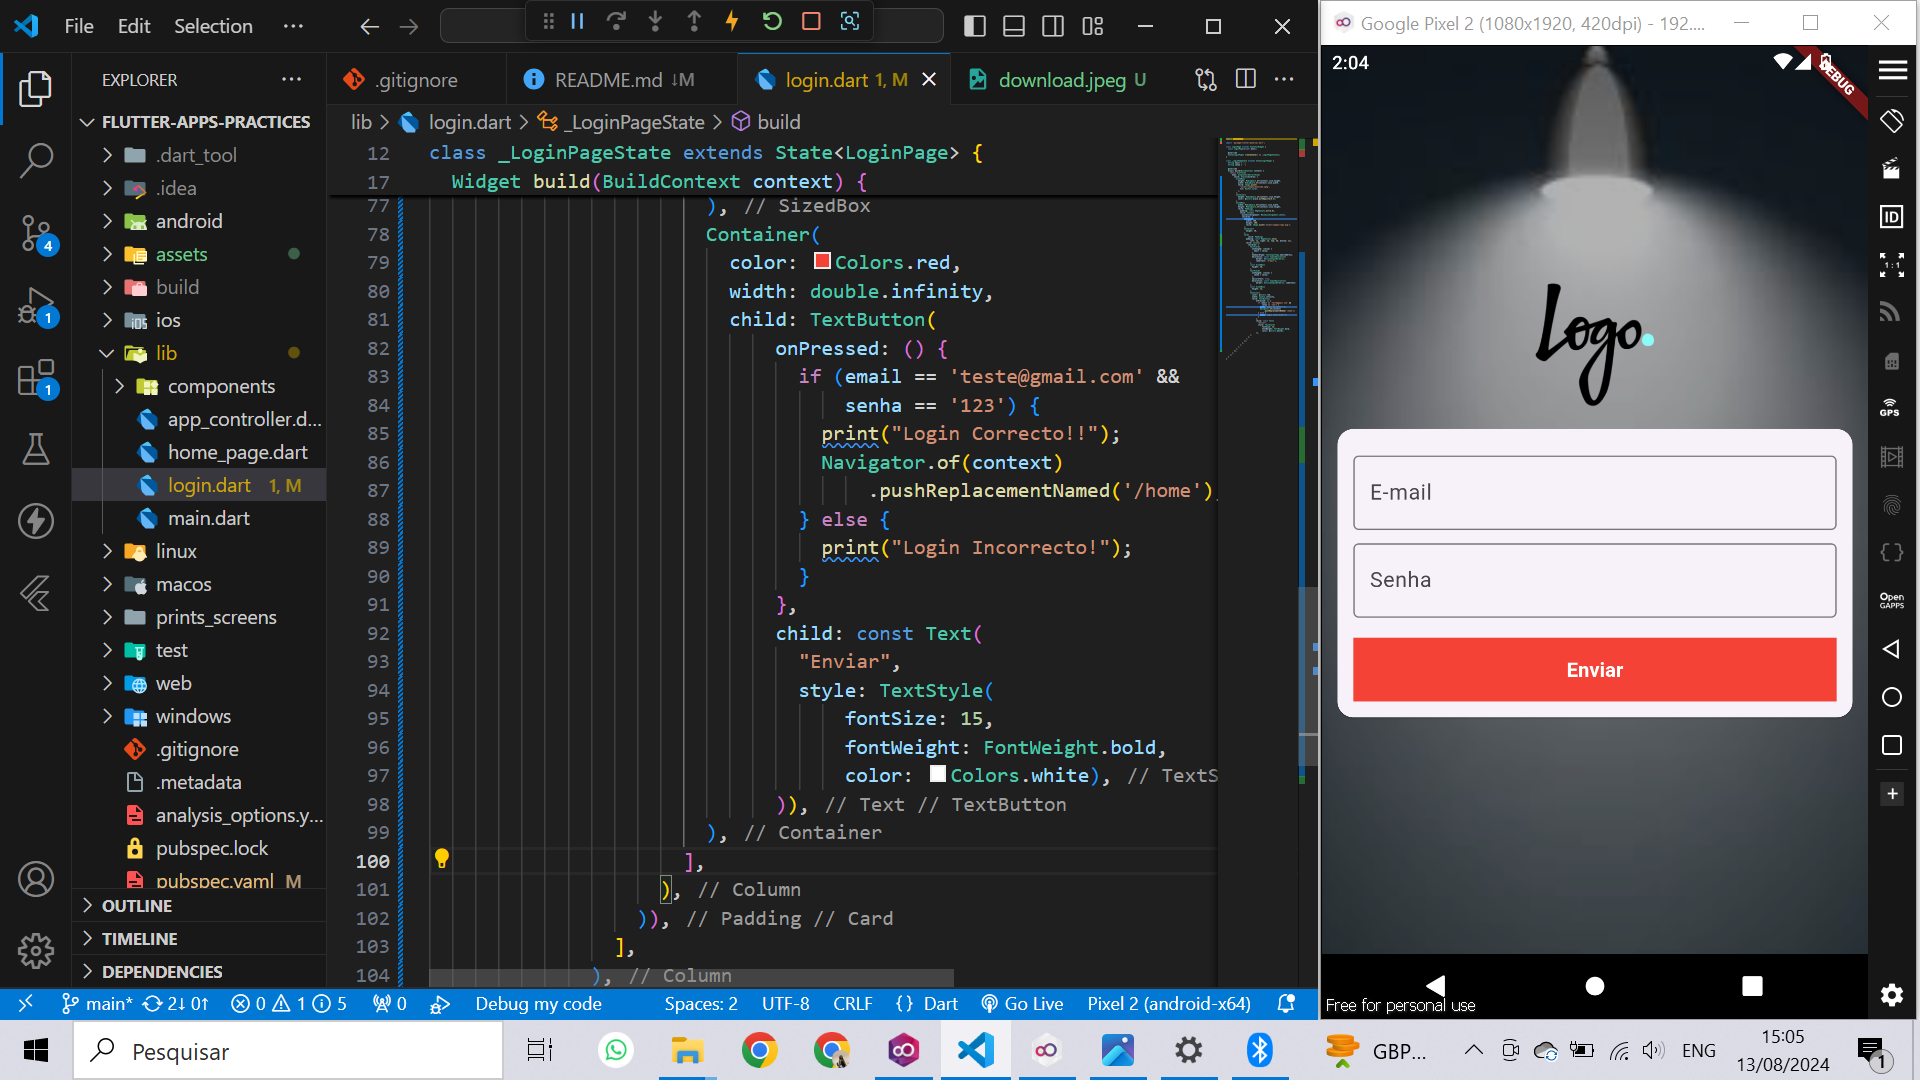 File Edit Selection ···
EXPLORER
FLUTTER-APPS-PRACTICES
.dart_tool
.idea
android
assets
build
ios
lib
components
app_controller.d...
home_page.dart
login.dart 1, M
main.dart
linux
macos
prints_screens
test
web
windows
.gitignore
.metadata
analysis_options.y...
pubspec.lock
pubspec.yaml M
OUTLINE
TIMELINE
DEPENDENCIES
4
1
1
.gitignore
README.md ↓M
login.dart 1, M
download.jpeg U
lib > login.dart > _LoginPageState > build
12 class _LoginPageState extends State<LoginPage> {
17 Widget build(BuildContext context) {
77 ), // SizedBox
78 Container(
79 color: Colors.red,
80 width: double.infinity,
81 child: TextButton(
82 onPressed: () {
83 if (email == 'teste@gmail.com' &&
84 senha == '123') {
85 print("Login Correcto!!");
86 Navigator.of(context)
87 .pushReplacementNamed('/home')
88 } else {
89 print("Login Incorrecto!");
90 }
91 },
92 child: const Text(
93 "Enviar",
94 style: TextStyle(
95 fontSize: 15,
96 fontWeight: FontWeight.bold,
97 color: Colors.white), // TextS
98 )), // Text // TextButton
99 ), // Container
100 ],
101 ), // Column
102 )), // Padding // Card
103 ],
104 ), // Column
main* 2↓ 0↑ 0 1 5 0 Debug my code Spaces: 2 UTF-8 CRLF {} Dart Go Live Pixel 2 (android-x64)
Google Pixel 2 (1080x1920, 420dpi) - 192....
2:04
DEBUG
Logo.
E-mail
Senha
Enviar
Free for personal use
ID
1:1
GPS
Open
GAPPS
Pesquisar
GBP...
ENG
15:05
13/08/2024
1